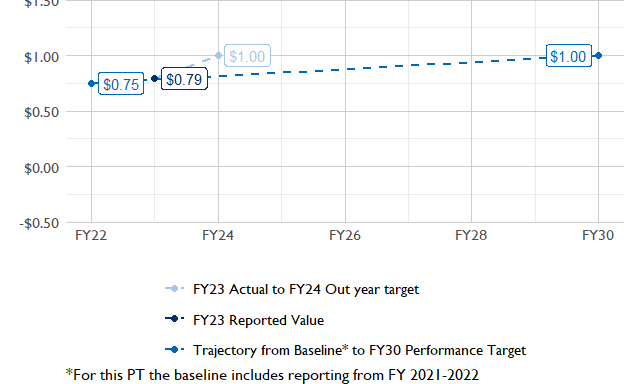 $1.50
$1.00
$1.00
$1.00
$0.75
$0.79
$0.50
$0.00
-$0.50
FY22 FY24 FY26 FY28 FY30
FY23 Actual to FY24 Out year target
FY23 Reported Value
Trajectory from Baseline* to FY30 Performance Target
*For this PT the baseline includes reporting from FY 2021-2022